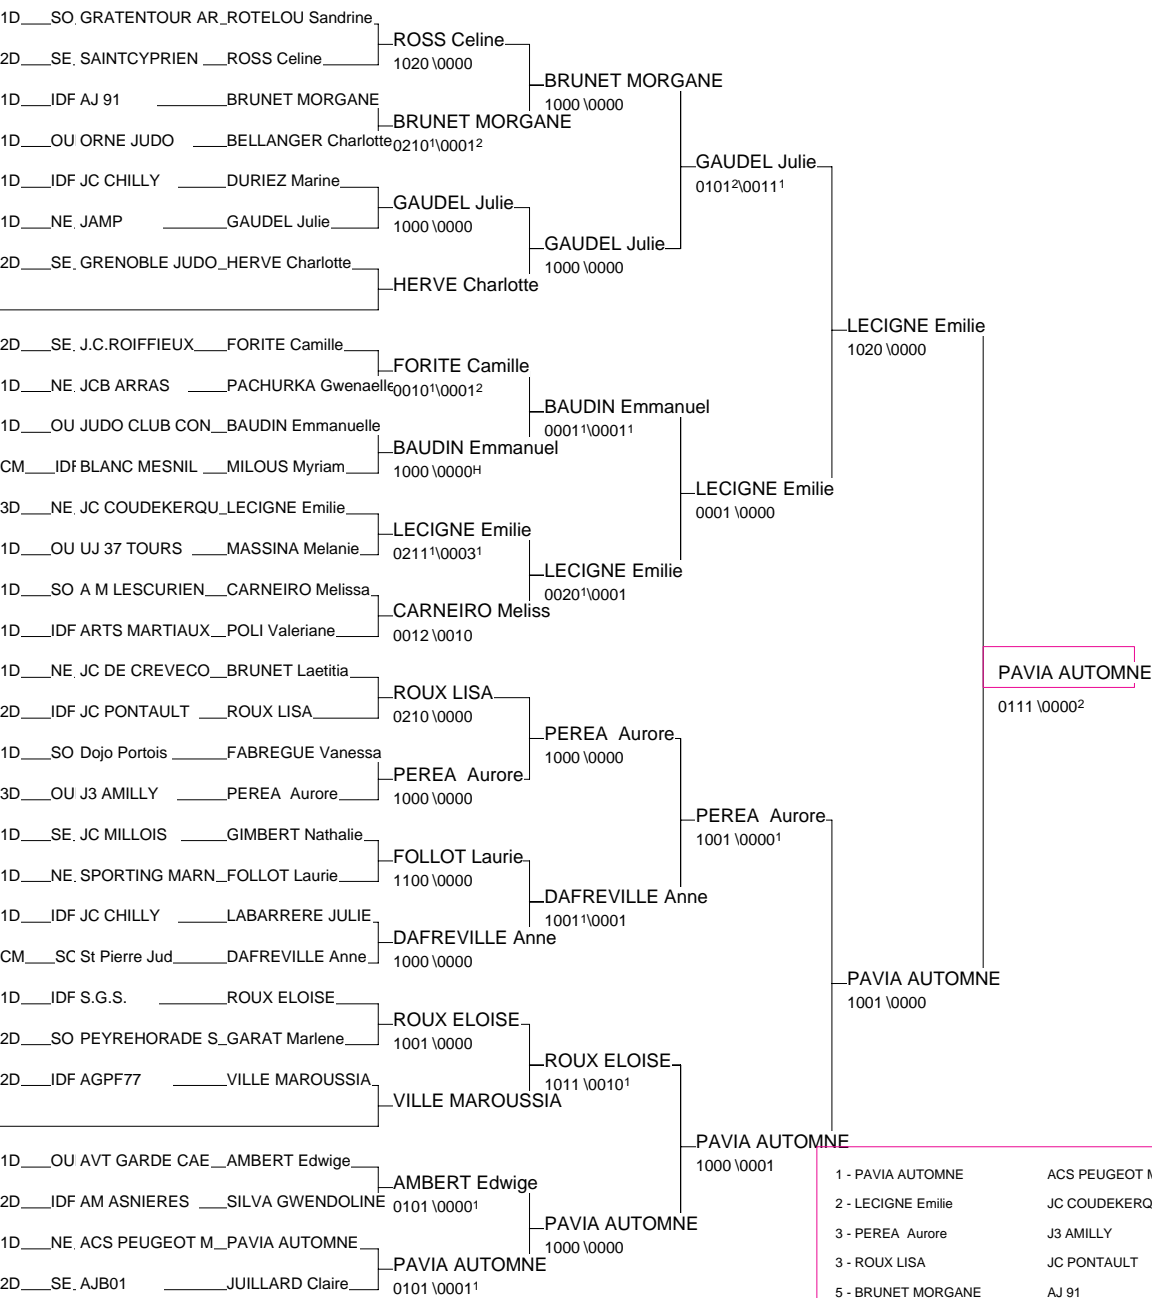 1D SO GRATENTOUR AR ROTELOU Sandrine
ROSS Celine
1020 \0000
2D SE SAINTCYPRIEN ROSS Celine
BRUNET MORGANE
1000 \0000
1D IDF AJ 91 BRUNET MORGANE
BRUNET MORGANE
0210¹\0001²
1D OU ORNE JUDO BELLANGER Charlotte
GAUDEL Julie
0101²\0011¹
1D IDF JC CHILLY DURIEZ Marine
GAUDEL Julie
1000 \0000
1D NE JAMP GAUDEL Julie
GAUDEL Julie
1000 \0000
2D SE GRENOBLE JUDO HERVE Charlotte
HERVE Charlotte
LECIGNE Emilie
1020 \0000
2D SE J.C.ROIFFIEUX FORITE Camille
FORITE Camille
0010¹\0001²
1D NE JCB ARRAS PACHURKA Gwenaelle
BAUDIN Emmanuel
0001¹\0001¹
1D OU JUDO CLUB CON BAUDIN Emmanuelle
BAUDIN Emmanuel
1000 \0000H
CM IDF BLANC MESNIL MILOUS Myriam
LECIGNE Emilie
0001 \0000
3D NE JC COUDEKERQU LECIGNE Emilie
LECIGNE Emilie
0211¹\0003¹
1D OU UJ 37 TOURS MASSINA Melanie
LECIGNE Emilie
0020¹\0001
1D SO A M LESCURIEN CARNEIRO Melissa
CARNEIRO Meliss
0012 \0010
1D IDF ARTS MARTIAUX POLI Valeriane
PAVIA AUTOMNE
0111 \0000²
1D NE JC DE CREVECO BRUNET Laetitia
ROUX LISA
0210 \0000
2D IDF JC PONTAULT ROUX LISA
PEREA Aurore
1000 \0000
1D SO Dojo Portois FABREGUE Vanessa
PEREA Aurore
1000 \0000
3D OU J3 AMILLY PEREA Aurore
PEREA Aurore
1001 \0000¹
1D SE JC MILLOIS GIMBERT Nathalie
FOLLOT Laurie
1100 \0000
1D NE SPORTING MARN FOLLOT Laurie
DAFREVILLE Anne
1001¹\0001
1D IDF JC CHILLY LABARRERE JULIE
DAFREVILLE Anne
1000 \0000
CM SO St Pierre Jud DAFREVILLE Anne
PAVIA AUTOMNE
1001 \0000
1D IDF S.G.S. ROUX ELOISE
ROUX ELOISE
1001 \0000
2D SO PEYREHORADE S GARAT Marlene
ROUX ELOISE
1011 \0010¹
2D IDF AGPF77 VILLE MAROUSSIA
VILLE MAROUSSIA
PAVIA AUTOMNE
1000 \0001
1D OU AVT GARDE CAE AMBERT Edwige
AMBERT Edwige
0101 \0000¹
2D IDF AM ASNIERES SILVA GWENDOLINE
PAVIA AUTOMNE
1000 \0000
1D NE ACS PEUGEOT M PAVIA AUTOMNE
PAVIA AUTOMNE
0101 \0001¹
2D SE AJB01 JUILLARD Claire
1 - PAVIA AUTOMNE ACS PEUGEOT M
2 - LECIGNE Emilie JC COUDEKERQ
3 - PEREA Aurore J3 AMILLY
3 - ROUX LISA JC PONTAULT
5 - BRUNET MORGANE AJ 91